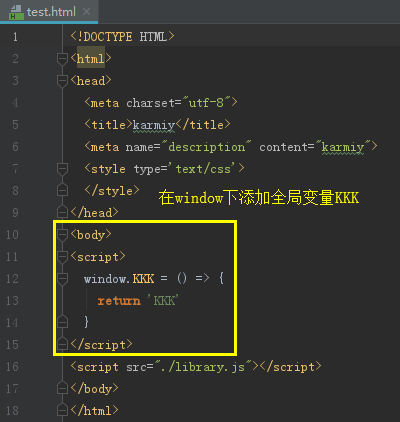 test.html ×
1 <!DOCTYPE HTML>
2 <html>
3 <head>
4 <meta charset="utf-8">
5 <title>karmiy</title>
6 <meta name="description" content="karmiy">
7 <style type='text/css'>
8 </style>
在window下添加全局变量KKK
9 </head>
10 <body>
11 <script>
12 window.KKK = () => {
13 return 'KKK'
14 }
15 </script>
16 <script src="./library.js"></script>
17 </body>
18 </html>